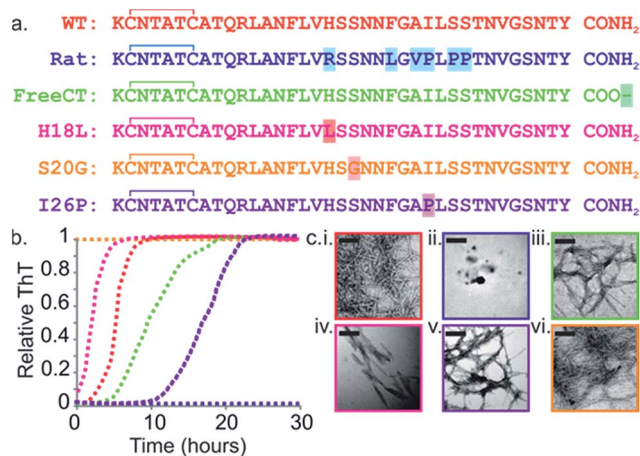 a.
WT: KCNTATCATQRLANFLVHSSNNFGAILSSTNVGSNTY CONH2
Rat: KCNTATCATQRLANFLVRSSNNLGVPLPPTNVGSNTY CONH2
FreeCT: KCNTATCATQRLANFLVHSSNNFGAILSSTNVGSNTY COO-
H18L: KCNTATCATQRLANFLVLSSNNFGAILSSTNVGSNTY CONH2
S20G: KCNTATCATQRLANFLVHSGNNFGAILSSTNVGSNTY CONH2
I26P: KCNTATCATQRLANFLVHSSNNFGAPLSSTNVGSNTY CONH2
b.
Relative ThT
1
0.8
0.6
0.4
0.2
0
0 10 20 30
Time (hours)
c.i. ii. iii.
iv. v. vi.